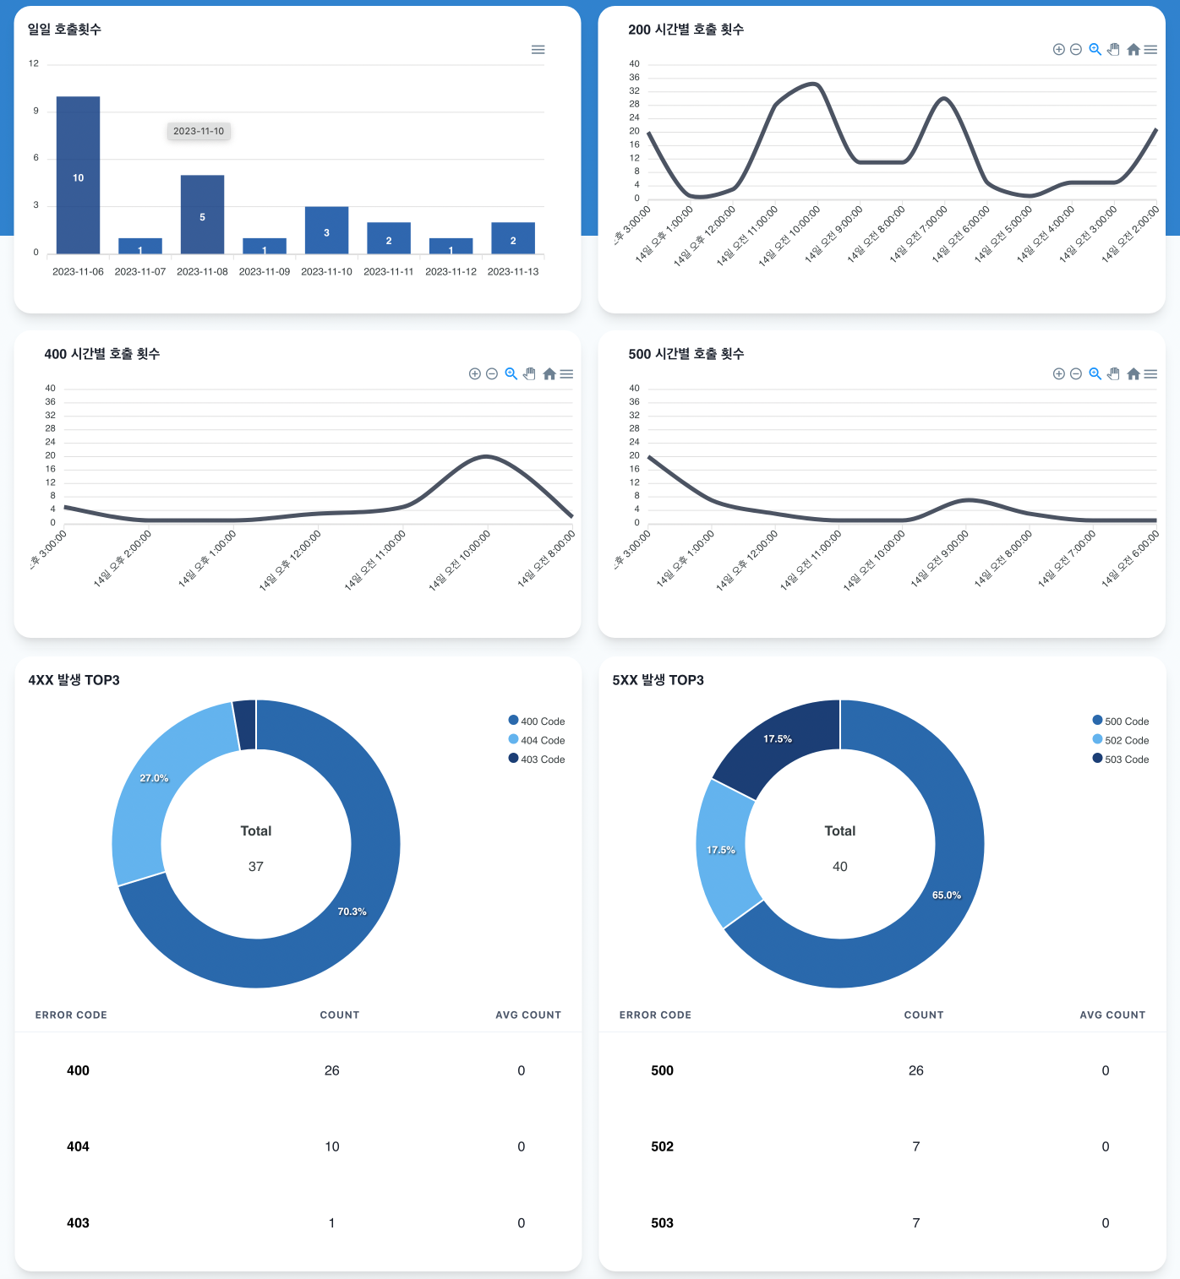 일일 호출횟수
12
9
6
3
0
2023-11-10
10
1
5
1
3
2
1
2
2023-11-06
2023-11-07
2023-11-08
2023-11-09
2023-11-10
2023-11-11
2023-11-12
2023-11-13
200 시간별 호출 횟수
40
36
32
28
24
20
16
12
8
4
0
후 3:00:00
14일 오후 1:00:00
14일 오후 12:00:00
14일 오전 11:00:00
14일 오전 10:00:00
14일 오전 9:00:00
14일 오전 8:00:00
14일 오전 7:00:00
14일 오전 6:00:00
14일 오전 5:00:00
14일 오전 4:00:00
14일 오전 3:00:00
14일 오전 2:00:00
400 시간별 호출 횟수
40
36
32
28
24
20
16
12
8
4
0
후 3:00:00
14일 오후 2:00:00
14일 오후 1:00:00
14일 오후 12:00:00
14일 오전 11:00:00
14일 오전 10:00:00
14일 오전 8:00:00
500 시간별 호출 횟수
40
36
32
28
24
20
16
12
8
4
0
후 3:00:00
14일 오후 1:00:00
14일 오후 12:00:00
14일 오전 11:00:00
14일 오전 10:00:00
14일 오전 9:00:00
14일 오전 8:00:00
14일 오전 7:00:00
14일 오전 6:00:00
4XX 발생 TOP3
400 Code
404 Code
403 Code
27.0%
Total
37
70.3%
ERROR CODE COUNT AVG COUNT
400 26 0
404 10 0
403 1 0
5XX 발생 TOP3
500 Code
502 Code
503 Code
17.5%
17.5%
Total
40
65.0%
ERROR CODE COUNT AVG COUNT
500 26 0
502 7 0
503 7 0